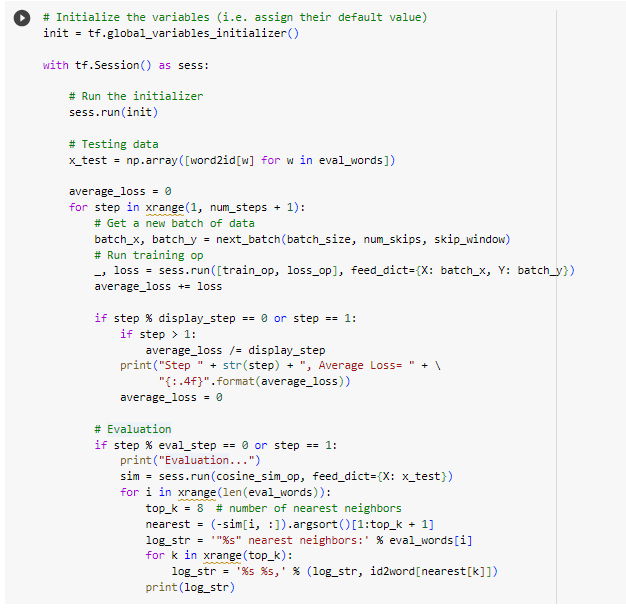 # Initialize the variables (i.e. assign their default value)
init = tf.global_variables_initializer()

with tf.Session() as sess:

    # Run the initializer
    sess.run(init)

    # Testing data
    x_test = np.array([word2id[w] for w in eval_words])

    average_loss = 0
    for step in xrange(1, num_steps + 1):
        # Get a new batch of data
        batch_x, batch_y = next_batch(batch_size, num_skips, skip_window)
        # Run training op
        _, loss = sess.run([train_op, loss_op], feed_dict={X: batch_x, Y: batch_y})
        average_loss += loss

        if step % display_step == 0 or step == 1:
            if step > 1:
                average_loss /= display_step
            print("Step " + str(step) + ", Average Loss= " + \
                  "{:.4f}".format(average_loss))
            average_loss = 0

        # Evaluation
        if step % eval_step == 0 or step == 1:
            print("Evaluation...")
            sim = sess.run(cosine_sim_op, feed_dict={X: x_test})
            for i in xrange(len(eval_words)):
                top_k = 8  # number of nearest neighbors
                nearest = (-sim[i, :]).argsort()[1:top_k + 1]
                log_str = '"%s" nearest neighbors:' % eval_words[i]
                for k in xrange(top_k):
                    log_str = '%s %s,' % (log_str, id2word[nearest[k]])
                print(log_str)